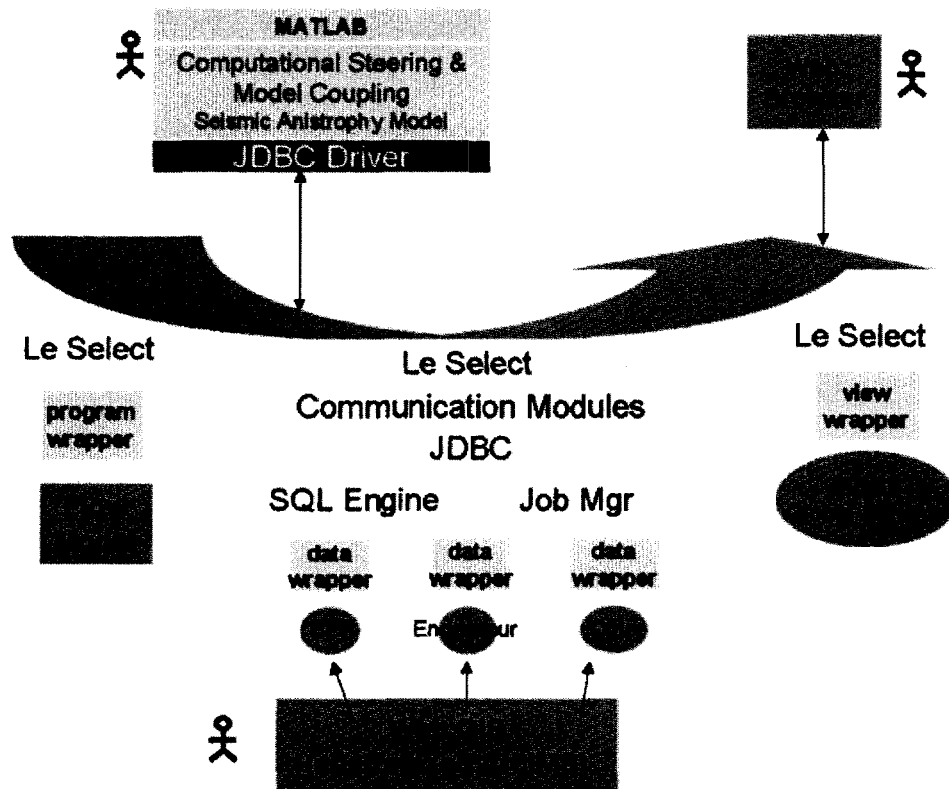 MATLAB
Computational Steering &
Model Coupling
Seismic Anistrophy Model
JDBC Driver
Le Select
Le Select
Le Select
program
wrapper
Communication Modules
JDBC
view
wrapper
SQL Engine
Job Mgr
data
wrapper
data
wrapper
data
wrapper